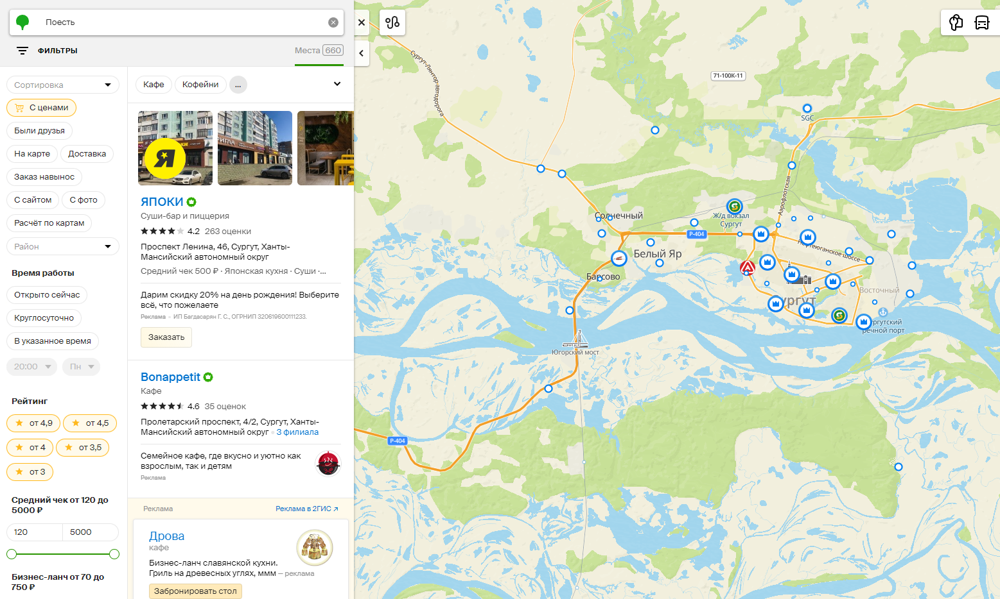 Поесть
ФИЛЬТРЫ
Места 660
Сортировка
С ценами
Были друзья
На карте
Доставка
Заказ навынос
С сайтом
С фото
Расчёт по картам
Район
Время работы
Открыто сейчас
Круглосуточно
В указанное время
20:00
Пн
Рейтинг
от 4,9
от 4,5
от 4
от 3,5
от 3
Средний чек от 120 до
5000 ₽
120
5000
Бизнес-ланч от 70 до
750 ₽
Кафе
Кофейни
...
Я
ЯПОКИ
Суши-бар и пиццерия
4.2 263 оценки
Проспект Ленина, 46, Сургут, Ханты-
Мансийский автономный округ
Средний чек 500 ₽ · Японская кухня · Суши ·...
Дарим скидку 20% на день рождения! Выберите
всё, что пожелаете
Реклама • ИП Багдасарян Г. С., ОГРНИП 320619600111233.
Заказать
Bonappetit
Кафе
4.6 35 оценок
Пролетарский проспект, 4/2, Сургут, Ханты-
Мансийский автономный округ • 3 филиала
Семейное кафе, где вкусно и уютно как
взрослым, так и детям
Реклама
Реклама
Реклама в 2ГИС ↗
Дрова
кафе
Бизнес-ланч славянской кухни.
Гриль на древесных углях, ммм – реклама
Забронировать стол
Сургут-Лянтор автодорога
71-100К-11
SGC
Аэрофлотская
Солнечный
Ж/д вокзал
Сургут
Р-404
Нефтеюганское шоссе
Белый Яр
Барсово
Восточный
Сургут
Сургутский
речной порт
Югорский мост
Р-404